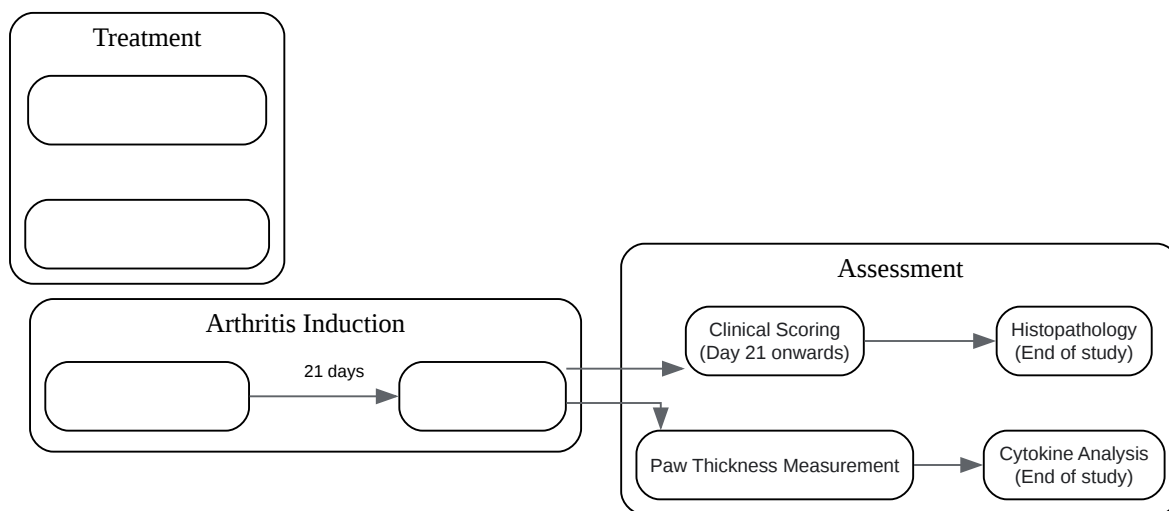 Treatment
Arthritis Induction
21 days
Assessment
Clinical Scoring
(Day 21 onwards)
Histopathology
(End of study)
Paw Thickness Measurement
Cytokine Analysis
(End of study)